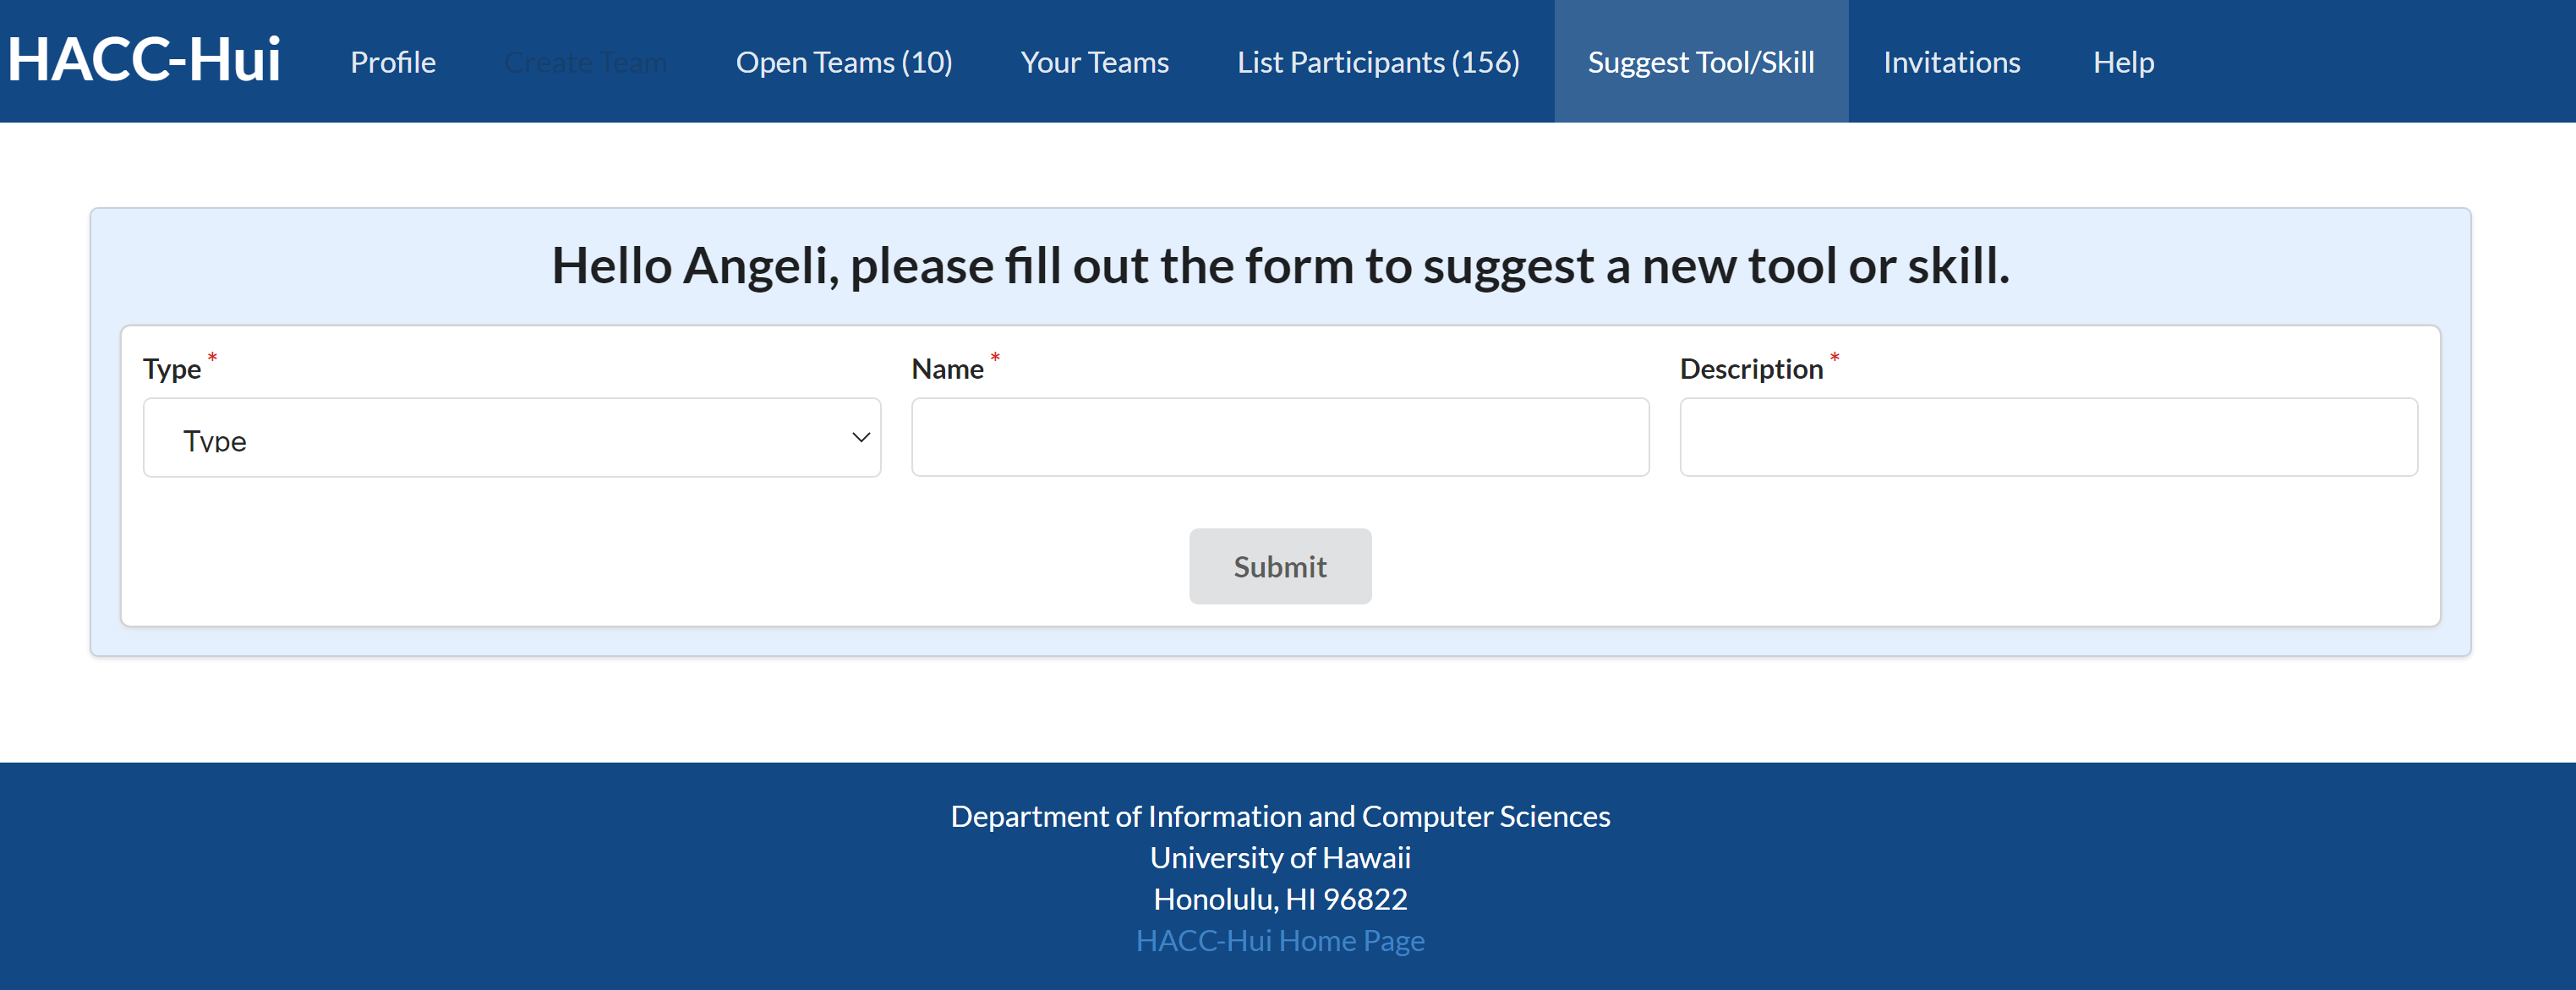 HACC-Hui Profile Create Team Open Teams (10) Your Teams List Participants (156) Suggest Tool/Skill Invitations Help
Hello Angeli, please fill out the form to suggest a new tool or skill.
Type * Name * Description *
Type
Submit
Department of Information and Computer Sciences
University of Hawaii
Honolulu, HI 96822
HACC-Hui Home Page